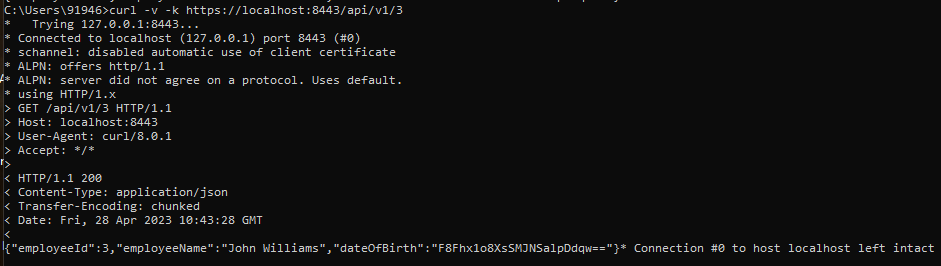 C:\Users\91946>curl -v -k https://localhost:8443/api/v1/3
*   Trying 127.0.0.1:8443...
* Connected to localhost (127.0.0.1) port 8443 (#0)
* schannel: disabled automatic use of client certificate
* ALPN: offers http/1.1
* ALPN: server did not agree on a protocol. Uses default.
* using HTTP/1.x
> GET /api/v1/3 HTTP/1.1
> Host: localhost:8443
> User-Agent: curl/8.0.1
> Accept: */*
>
< HTTP/1.1 200
< Content-Type: application/json
< Transfer-Encoding: chunked
< Date: Fri, 28 Apr 2023 10:43:28 GMT
<
{"employeeId":3,"employeeName":"John Williams","dateOfBirth":"F8Fhx1o8XsSMJNSalpDdqw=="}* Connection #0 to host localhost left intact